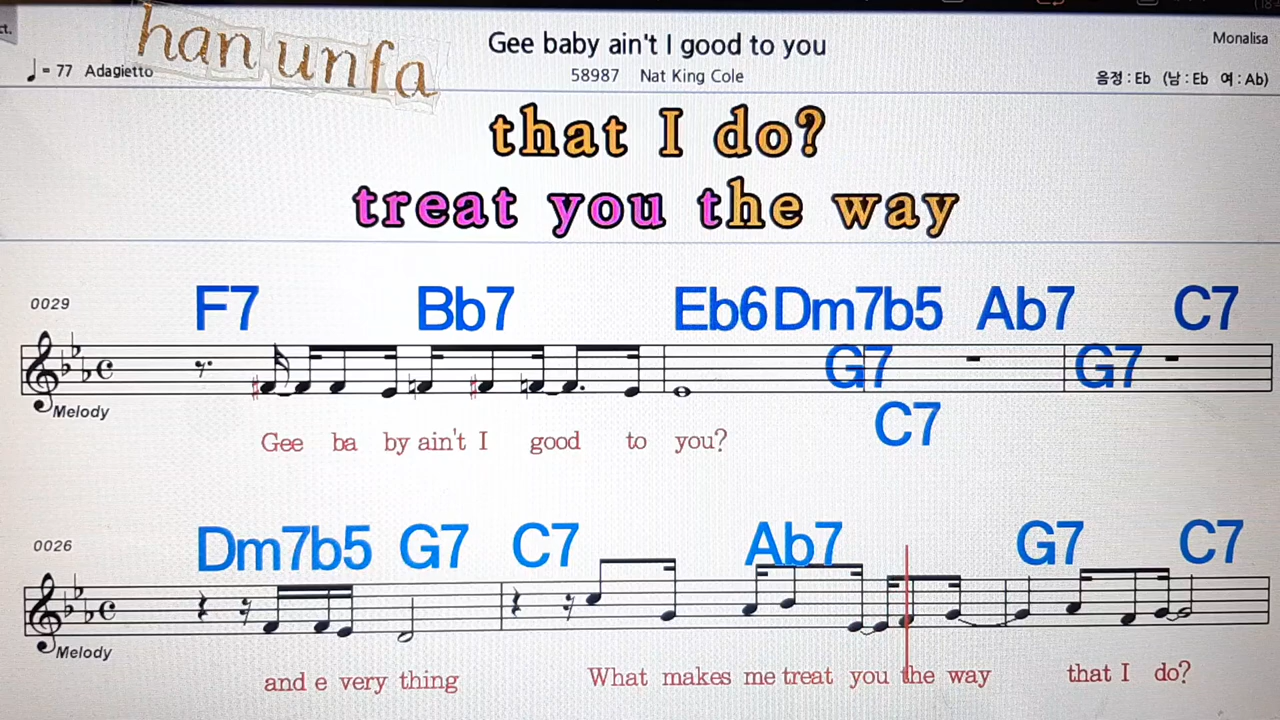 ct.
han unfa
Gee baby ain't I good to you
Monalisa
= 77 Adagietto
58987 Nat King Cole
음정 : Eb (남 : Eb 여 : Ab)
that I do?
treat you the way
0029
F7 Bb7 Eb6 Dm7b5 Ab7 C7
G7 G7
C7
Melody
Gee ba by ain't I good to you?
0026
Dm7b5 G7 C7 Ab7 G7 C7
Melody
and e very thing What makes me treat you the way that I do?